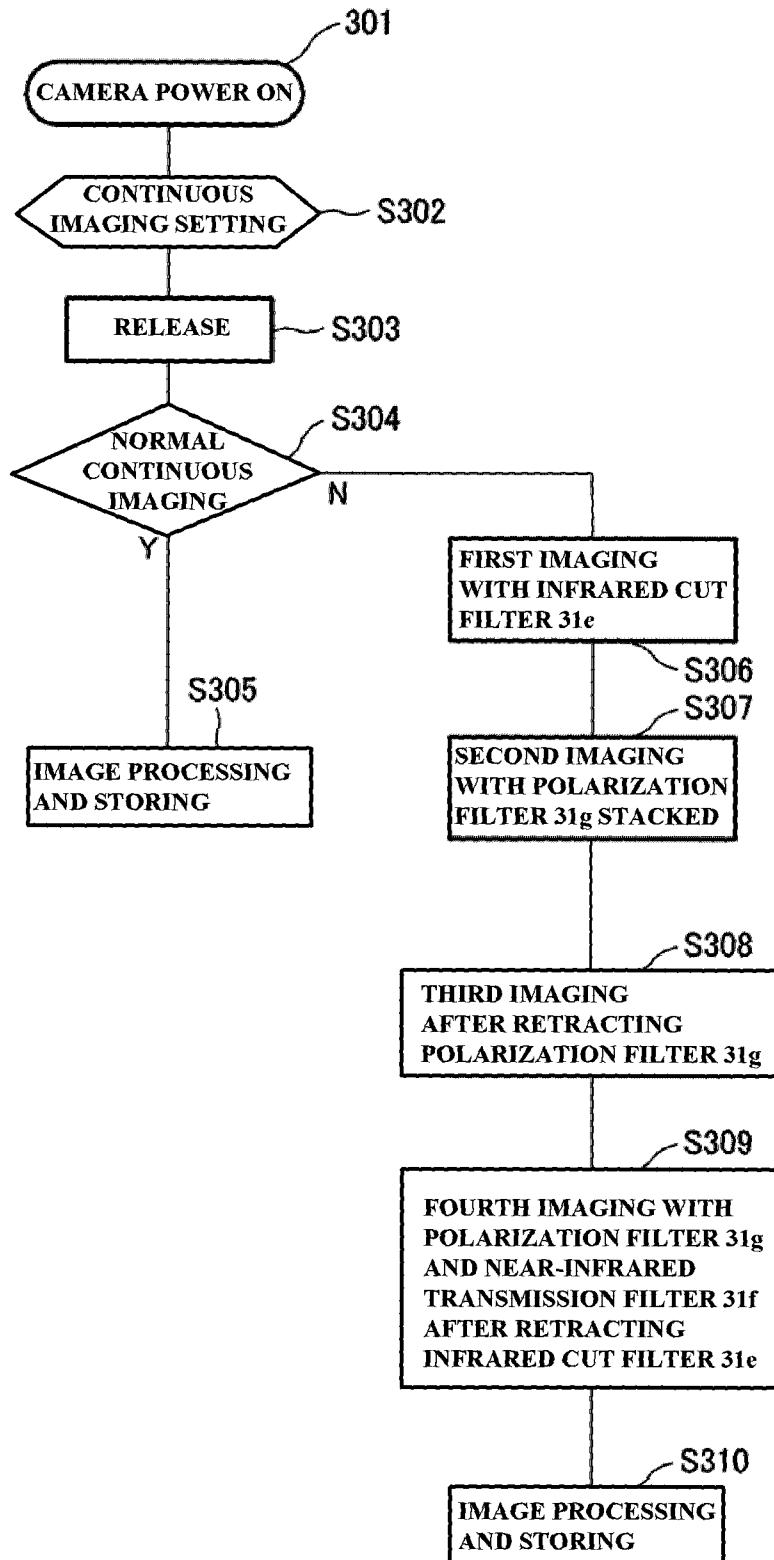 301
CAMERA POWER ON
CONTINUOUS
IMAGING SETTING
S302
RELEASE
S303
S304
NORMAL
CONTINUOUS
IMAGING
N
Y
S305
IMAGE PROCESSING
AND STORING
FIRST IMAGING
WITH INFRARED CUT
FILTER 31e
S306
S307
SECOND IMAGING
WITH POLARIZATION
FILTER 31g STACKED
S308
THIRD IMAGING
AFTER RETRACTING
POLARIZATION FILTER 31g
S309
FOURTH IMAGING WITH
POLARIZATION FILTER 31g
AND NEAR-INFRARED
TRANSMISSION FILTER 31f
AFTER RETRACTING
INFRARED CUT FILTER 31e
S310
IMAGE PROCESSING
AND STORING